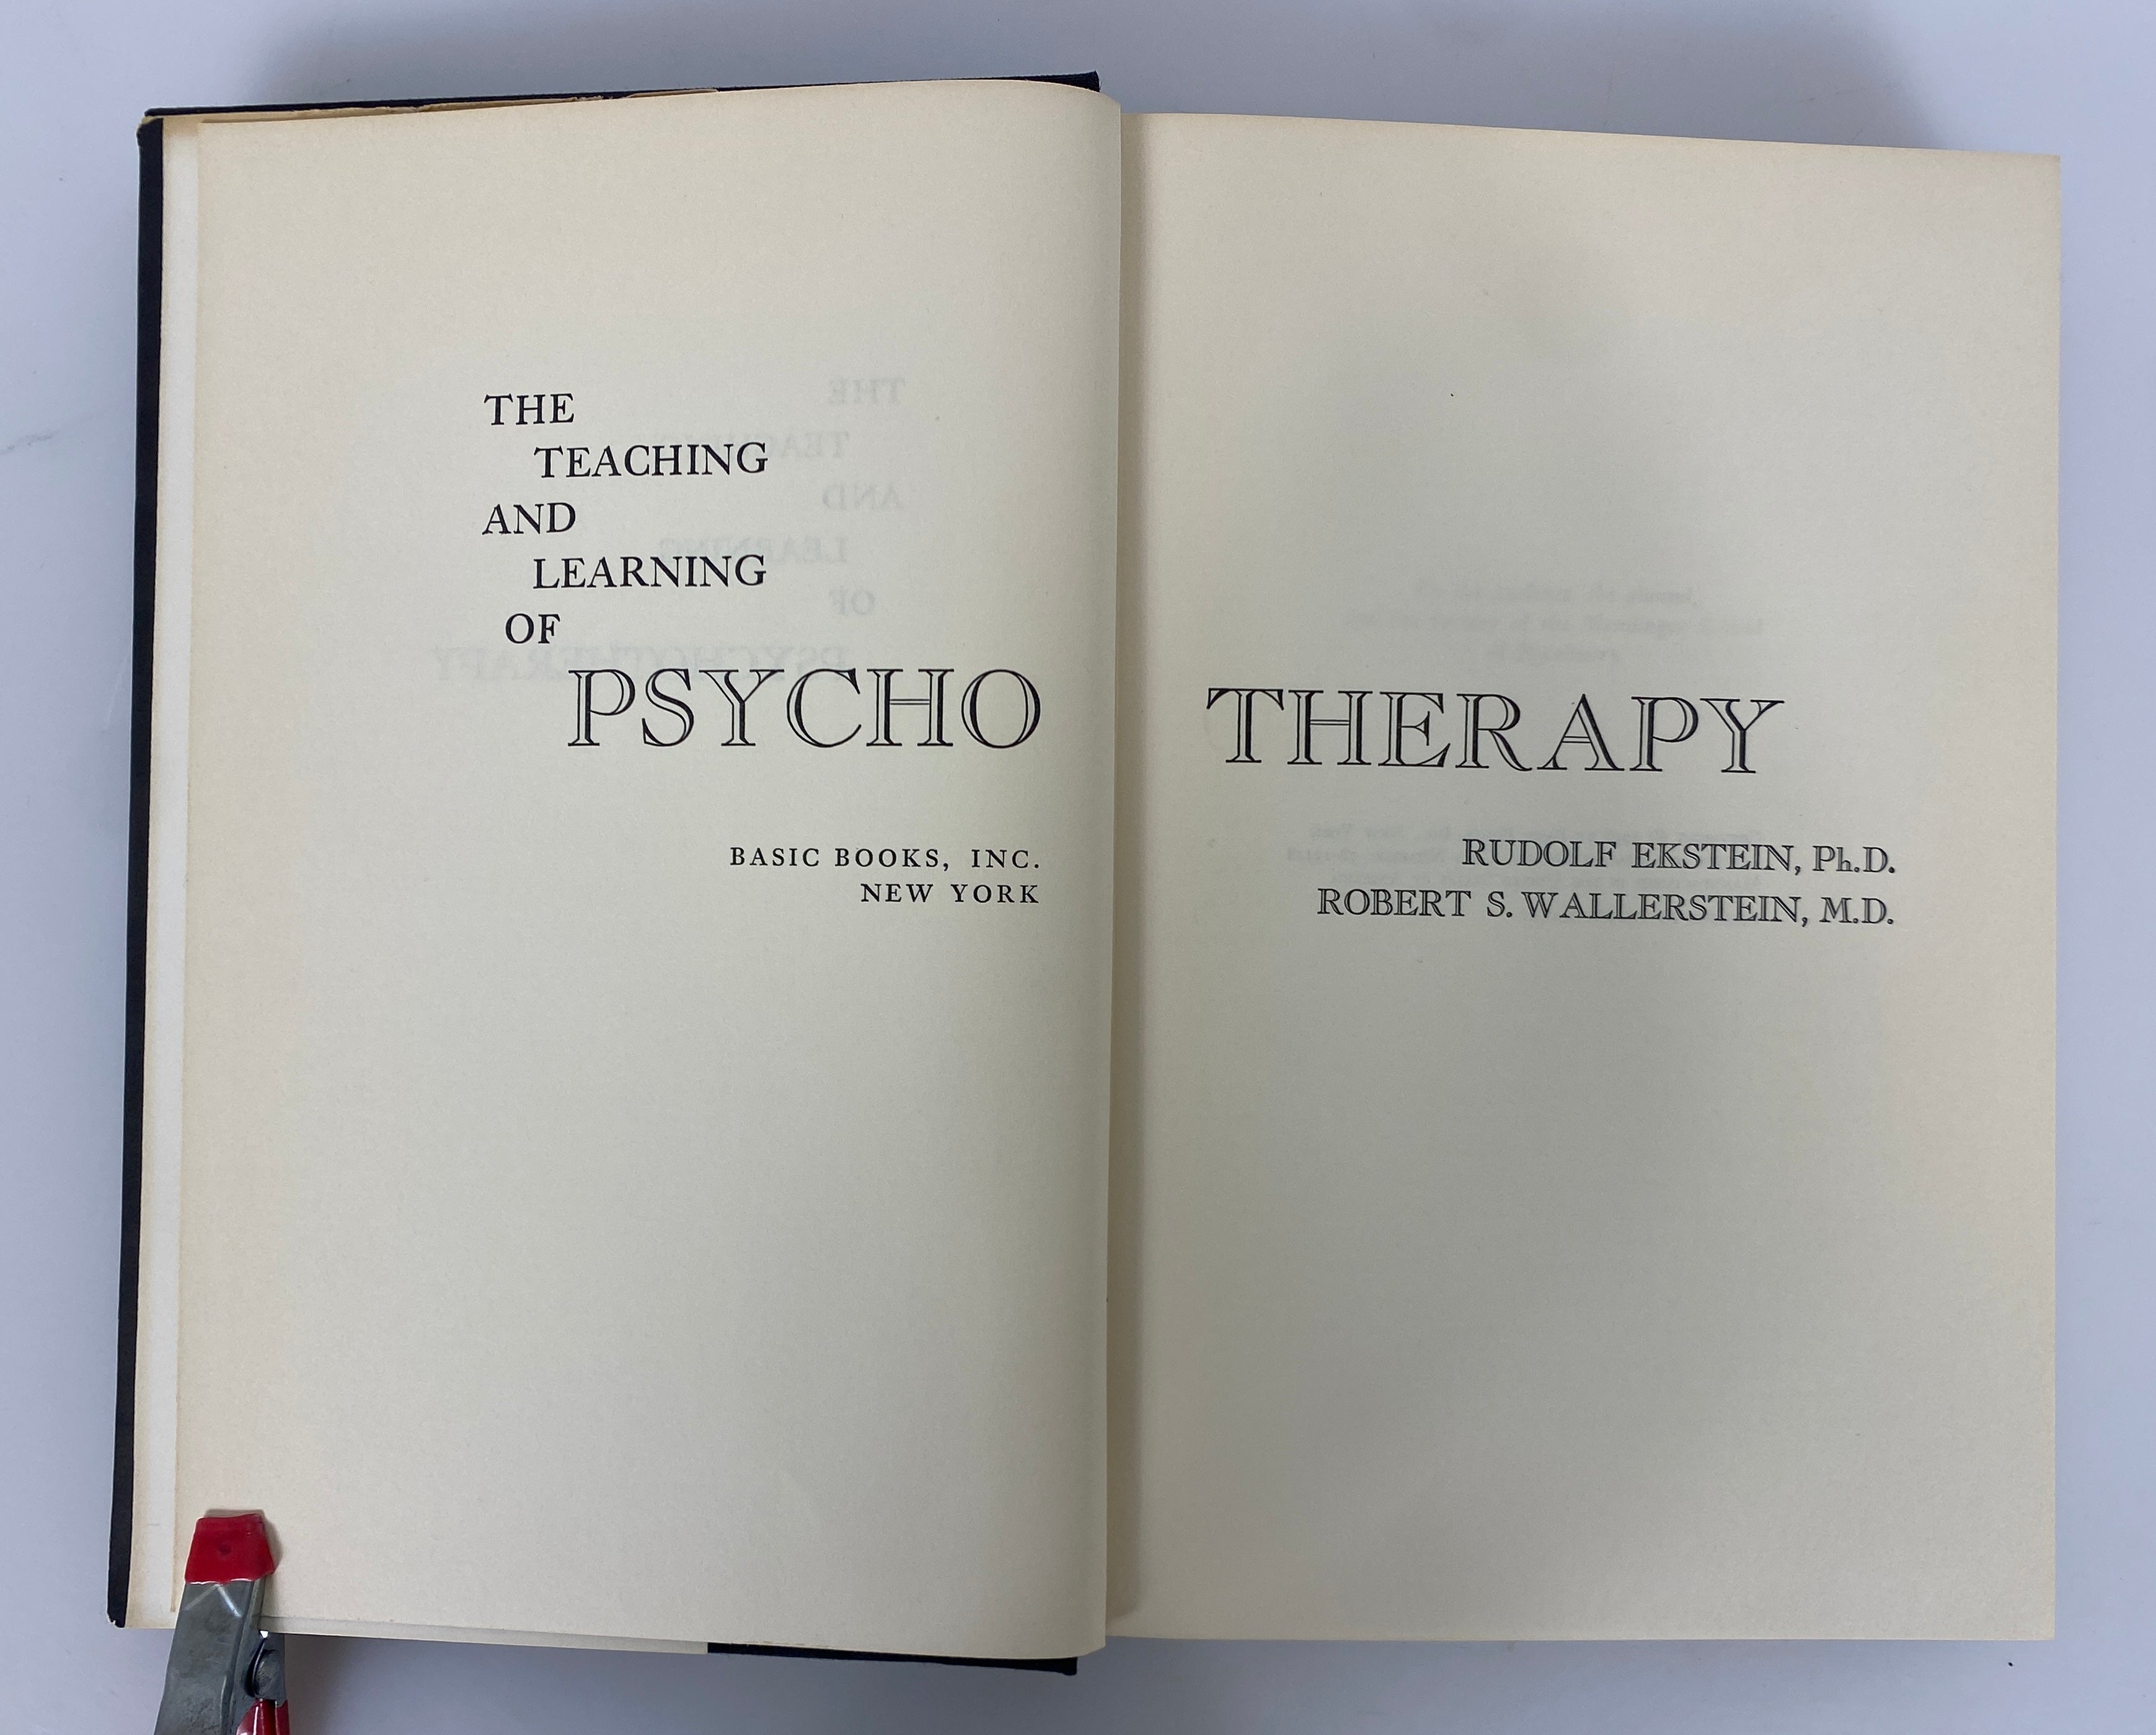 THE
TEACHING
AND
LEARNING
OF
PSYCHO THERAPY
BASIC BOOKS, INC.
NEW YORK
RUDOLF EKSTEIN, Ph.D.
ROBERT S. WALLERSTEIN, M.D.